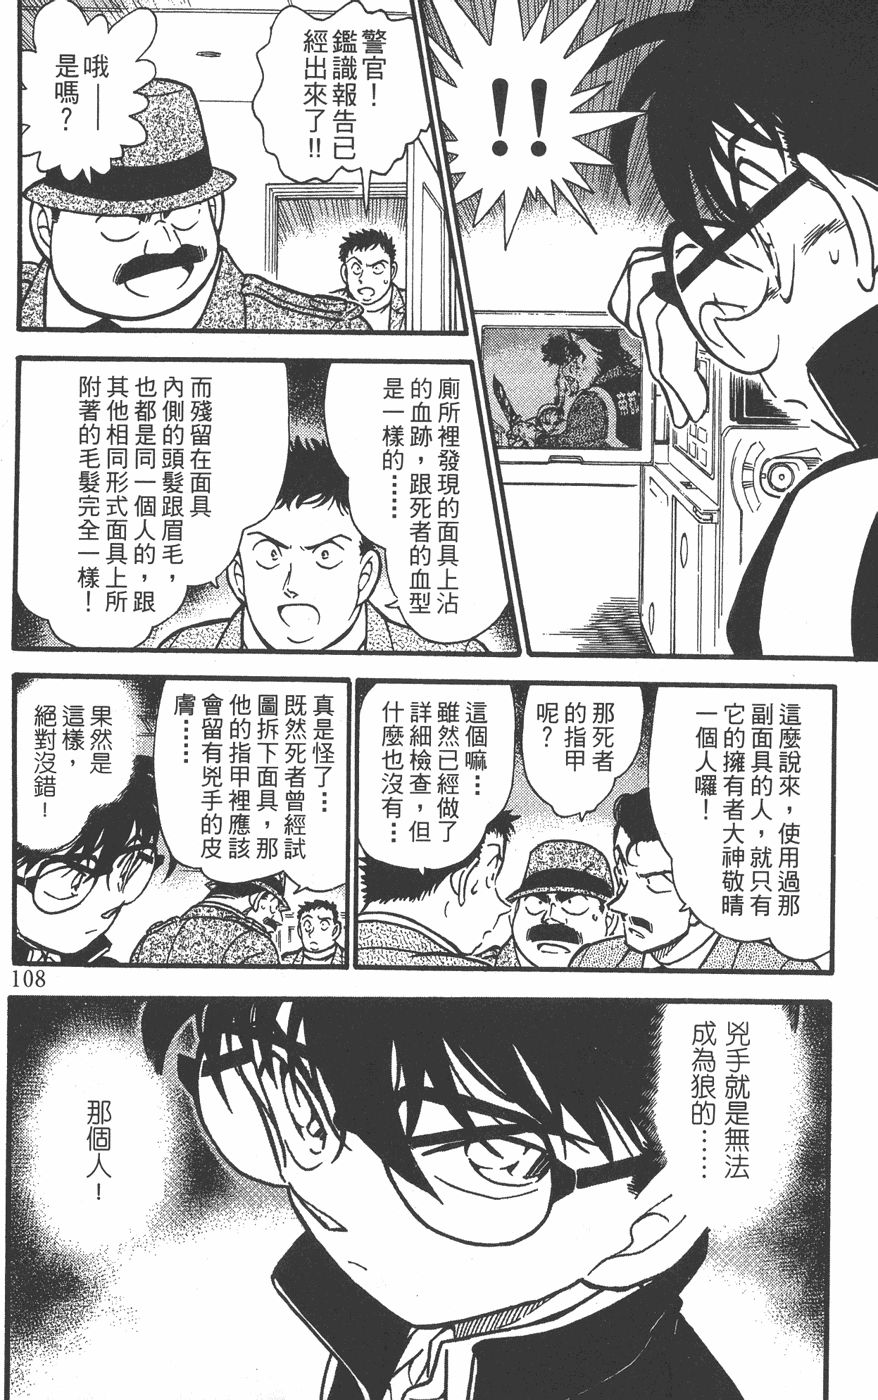 !!
警官！
鑑識報告已
經出來了!!
哦——
是嗎？
廁所裡發現的面具上沾
的血跡，跟死者的血型
是一樣的……
而殘留在面具
內側的頭髮跟眉毛，
也都是同一個人的，跟
其他相同形式面具上所
附著的毛髮完全一樣！
這麼說來，使用過那
副面具的人，就只有
它的擁有者大神敬晴
一個人囉！
那死者
的指甲
呢？
這個嘛…
雖然已經做了
詳細檢查，但
什麼也沒有…
真是怪了…
既然死者曾經試
圖拆下面具，那
他的指甲裡應該
會留有兇手的皮
膚……
果然是
這樣，
絕對沒錯！
108
兇手就是無法
成為狼的……
那個人！